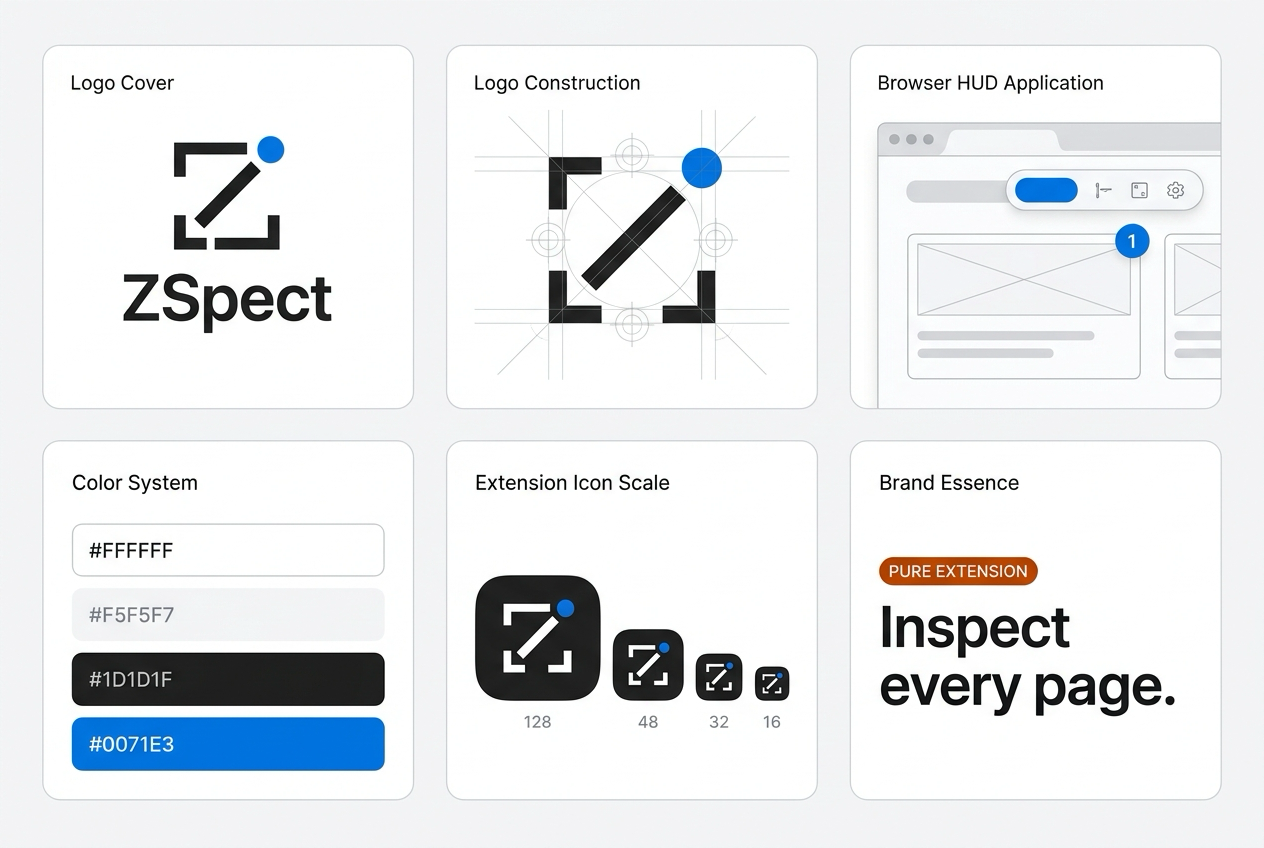 Logo Cover
ZSpect
Logo Construction
Browser HUD Application
1
Color System
#FFFFFF
#F5F5F7
#1D1D1F
#0071E3
Extension Icon Scale
128
48
32
16
Brand Essence
PURE EXTENSION
Inspect
every page.